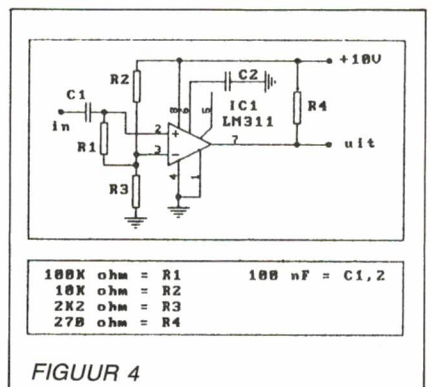 +10V
R2
C2
C1
8
6
5
IC1
LM311
R4
in
R1
2
+
3
-
7
uit
4
1
R3
100K ohm = R1 100 nF = C1,2
10K ohm = R2
2K2 ohm = R3
270 ohm = R4
FIGUUR 4